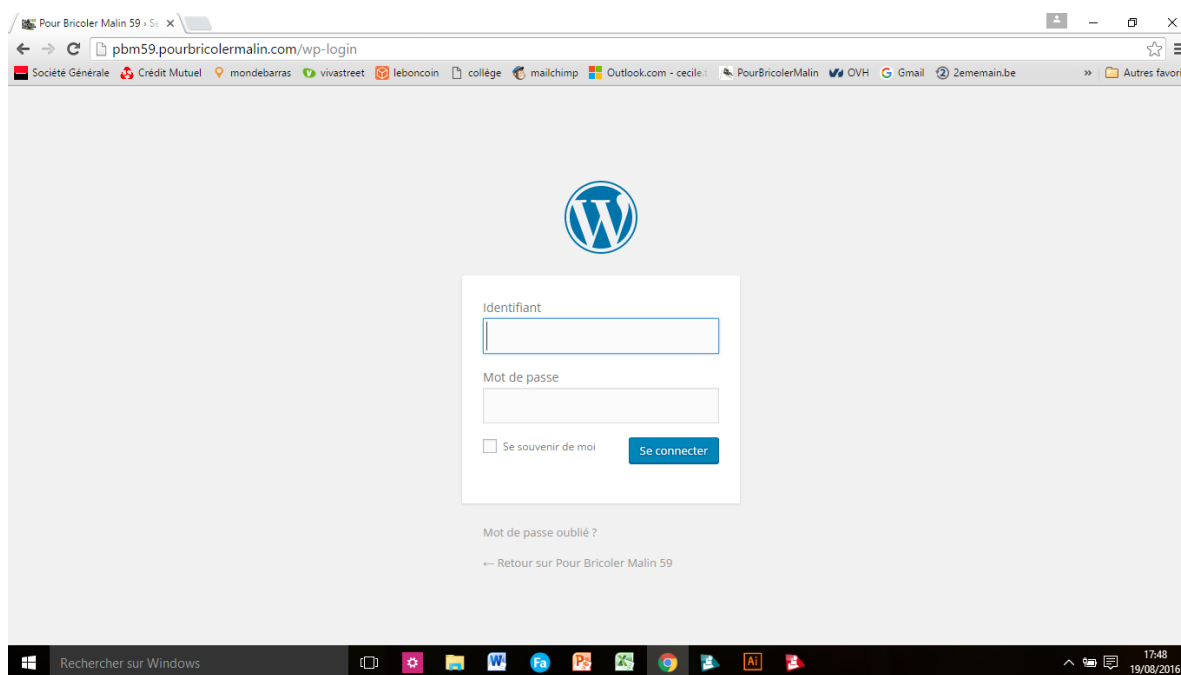 Pour Bricoler Malin 59 › Se
pbm59.pourbricolermalin.com/wp-login
Société Générale Crédit Mutuel mondebarras vivastreet leboncoin collège mailchimp Outlook.com - cecile. PourBricolerMalin OVH Gmail 2ememain.be » Autres favori
Identifiant
Mot de passe
Se souvenir de moi
Se connecter
Mot de passe oublié ?
← Retour sur Pour Bricoler Malin 59
Rechercher sur Windows
17:48
19/08/2016